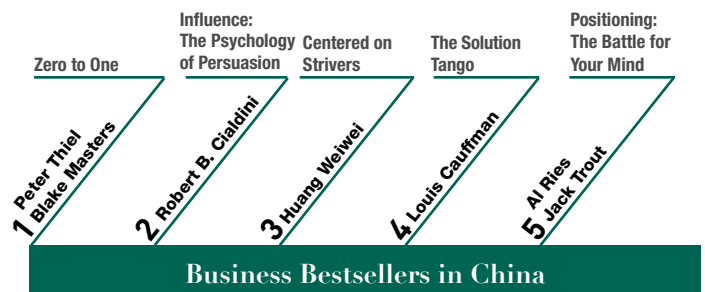 Zero to One
1 Peter Thiel
Blake Masters
Influence:
The Psychology
of Persuasion
2 Robert B. Cialdini
Centered on
Strivers
3 Huang Weiwei
The Solution
Tango
4 Louis Cauffman
Positioning:
The Battle for
Your Mind
5 Al Ries
Jack Trout
Business Bestsellers in China